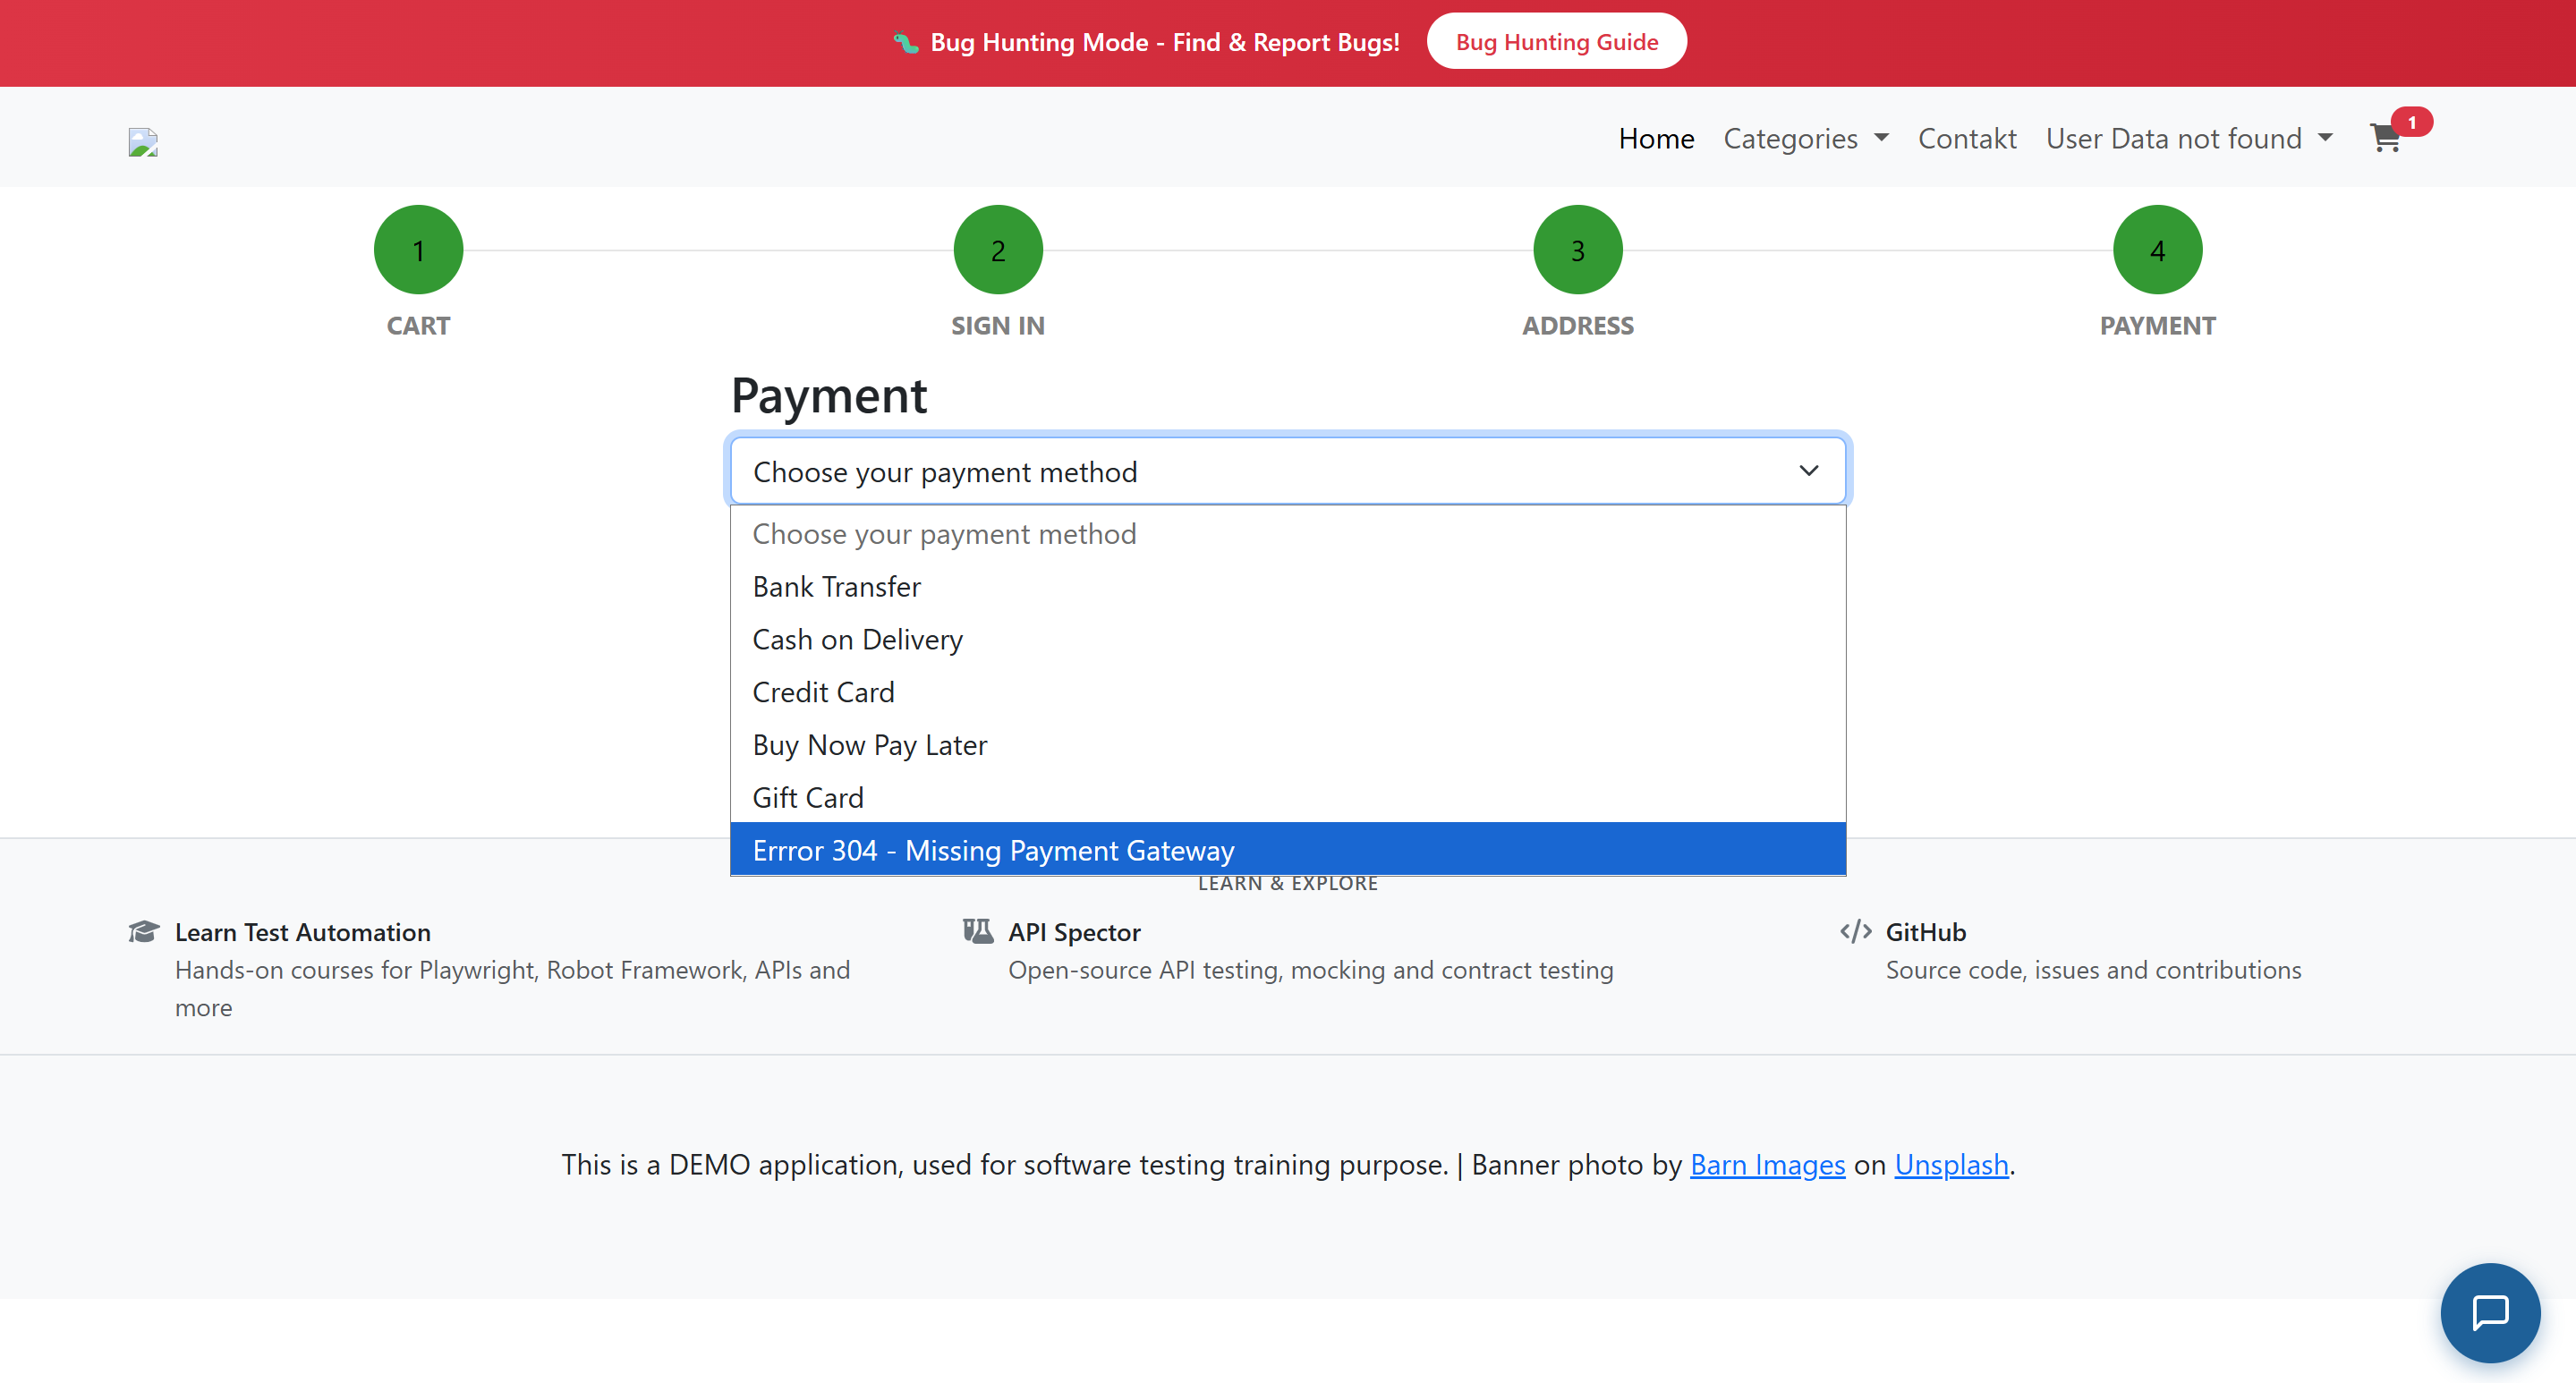 Bug Hunting Mode - Find & Report Bugs!
Bug Hunting Guide
Home
Categories
Contakt
User Data not found
1
1
2
3
4
CART
SIGN IN
ADDRESS
PAYMENT
Payment
Choose your payment method
Choose your payment method
Bank Transfer
Cash on Delivery
Credit Card
Buy Now Pay Later
Gift Card
Errror 304 - Missing Payment Gateway
LEARN & EXPLORE
Learn Test Automation
Hands-on courses for Playwright, Robot Framework, APIs and
more
API Spector
Open-source API testing, mocking and contract testing
GitHub
Source code, issues and contributions
This is a DEMO application, used for software testing training purpose. | Banner photo by Barn Images on Unsplash.